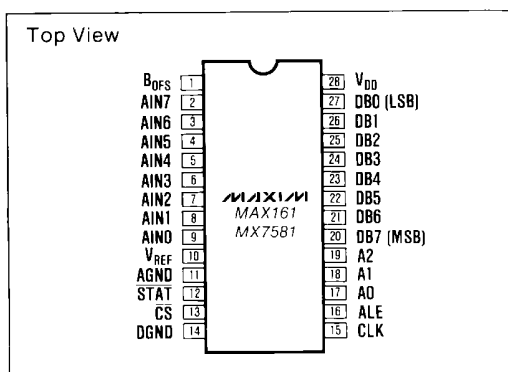 Top View
BOFS 1
AIN7 2
AIN6 3
AIN5 4
AIN4 5
AIN3 6
AIN2 7
AIN1 8
AIN0 9
VREF 10
AGND 11
STAT 12
CS 13
DGND 14
MAXIM
MAX161
MX7581
28 VDD
27 DB0 (LSB)
26 DB1
25 DB2
24 DB3
23 DB4
22 DB5
21 DB6
20 DB7 (MSB)
19 A2
18 A1
17 A0
16 ALE
15 CLK